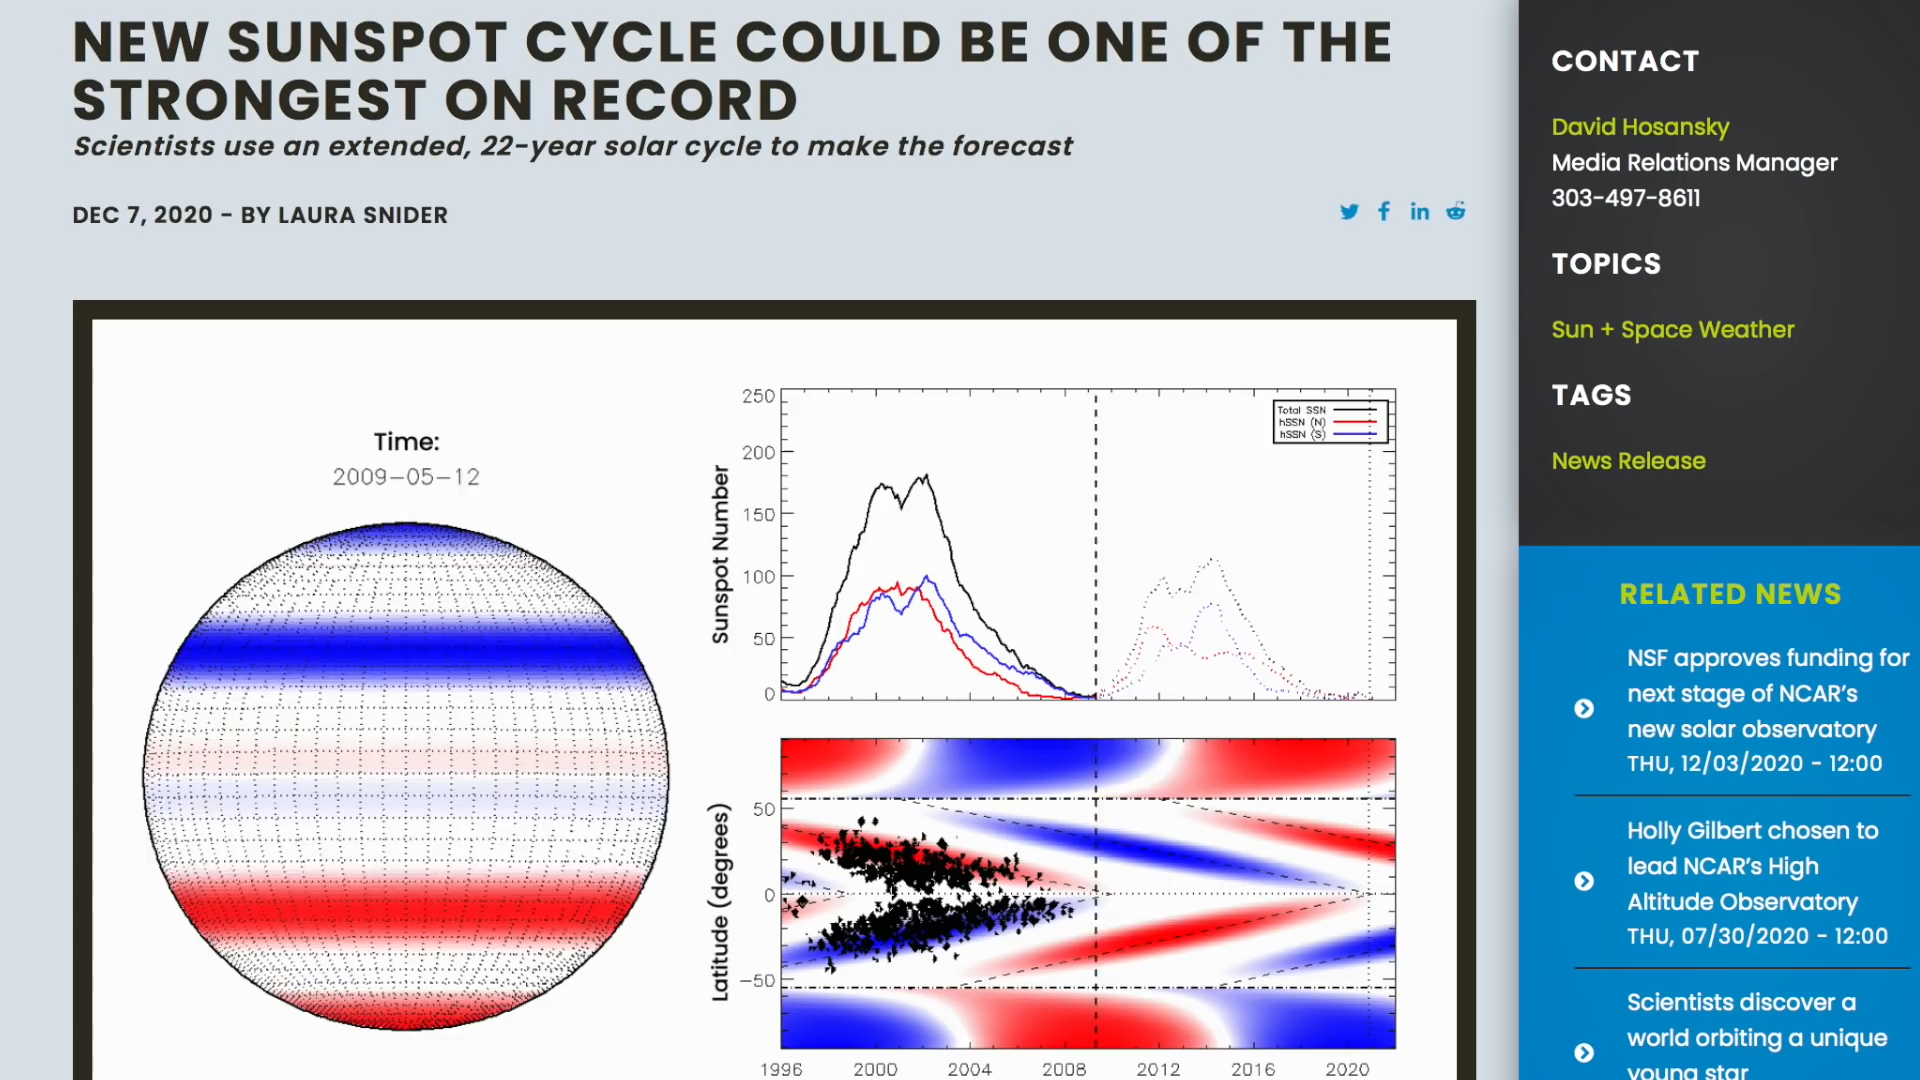 NEW SUNSPOT CYCLE COULD BE ONE OF THE
STRONGEST ON RECORD
Scientists use an extended, 22-year solar cycle to make the forecast
DEC 7, 2020 - BY LAURA SNIDER
Time:
2009-05-12
250
200
150
100
50
0
Sunspot Number
Total SSN
hSSN (N)
hSSN (S)
50
0
-50
Latitude (degrees)
1996 2000 2004 2008 2012 2016 2020
CONTACT
David Hosansky
Media Relations Manager
303-497-8611
TOPICS
Sun + Space Weather
TAGS
News Release
RELATED NEWS
NSF approves funding for
next stage of NCAR's
new solar observatory
THU, 12/03/2020 - 12:00
Holly Gilbert chosen to
lead NCAR's High
Altitude Observatory
THU, 07/30/2020 - 12:00
Scientists discover a
world orbiting a unique
young star